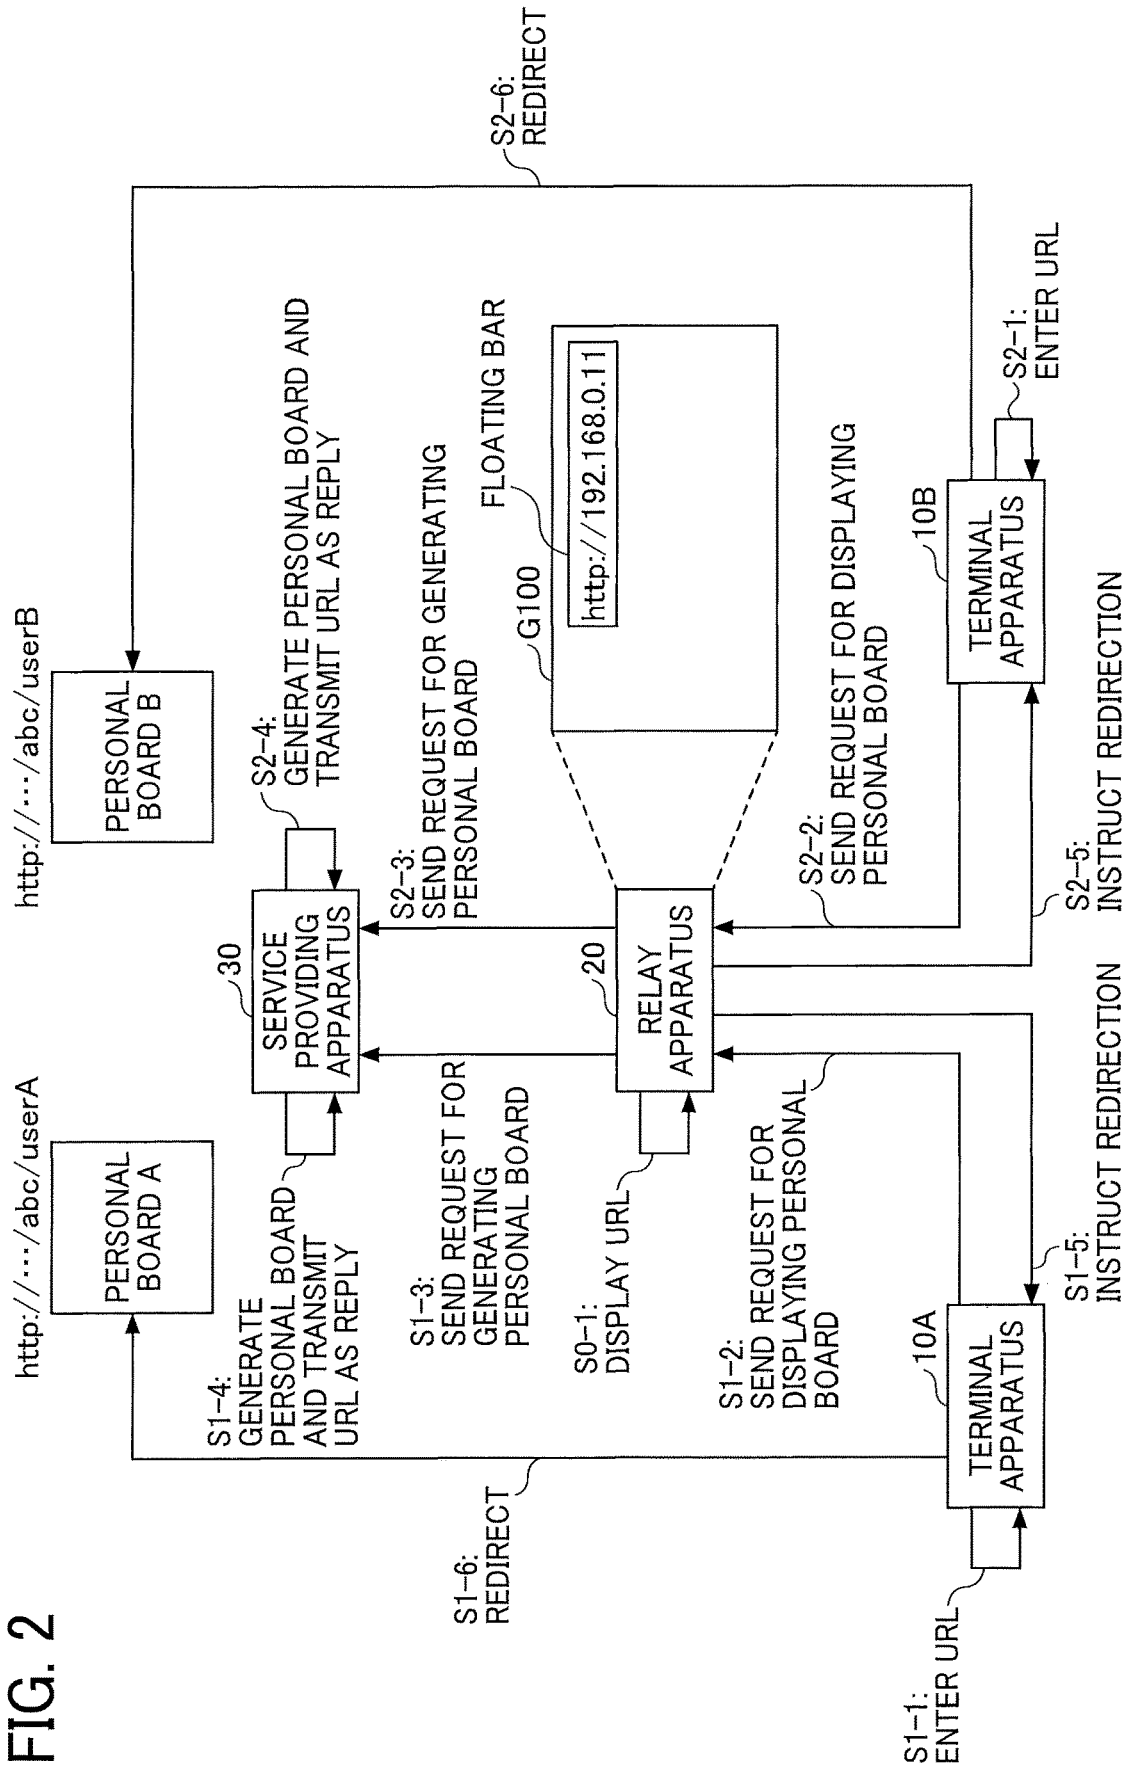 FIG. 2
http://···/abc/userA
PERSONAL
BOARD A
http://···/abc/userB
PERSONAL
BOARD B
S1-4:
GENERATE
PERSONAL BOARD
AND TRANSMIT
URL AS REPLY
30
SERVICE
PROVIDING
APPARATUS
S2-4:
GENERATE PERSONAL BOARD AND
TRANSMIT URL AS REPLY
S1-6:
REDIRECT
S1-3:
SEND REQUEST FOR
GENERATING
PERSONAL BOARD
S2-3:
SEND REQUEST FOR GENERATING
PERSONAL BOARD
S2-6:
REDIRECT
S0-1:
DISPLAY URL
20
RELAY
APPARATUS
G100
FLOATING BAR
http://192.168.0.11
S1-2:
SEND REQUEST FOR
DISPLAYING PERSONAL
BOARD
S2-2:
SEND REQUEST FOR DISPLAYING
PERSONAL BOARD
S1-1:
ENTER URL
10A
TERMINAL
APPARATUS
10B
TERMINAL
APPARATUS
S2-1:
ENTER URL
S1-5:
INSTRUCT REDIRECTION
S2-5:
INSTRUCT REDIRECTION